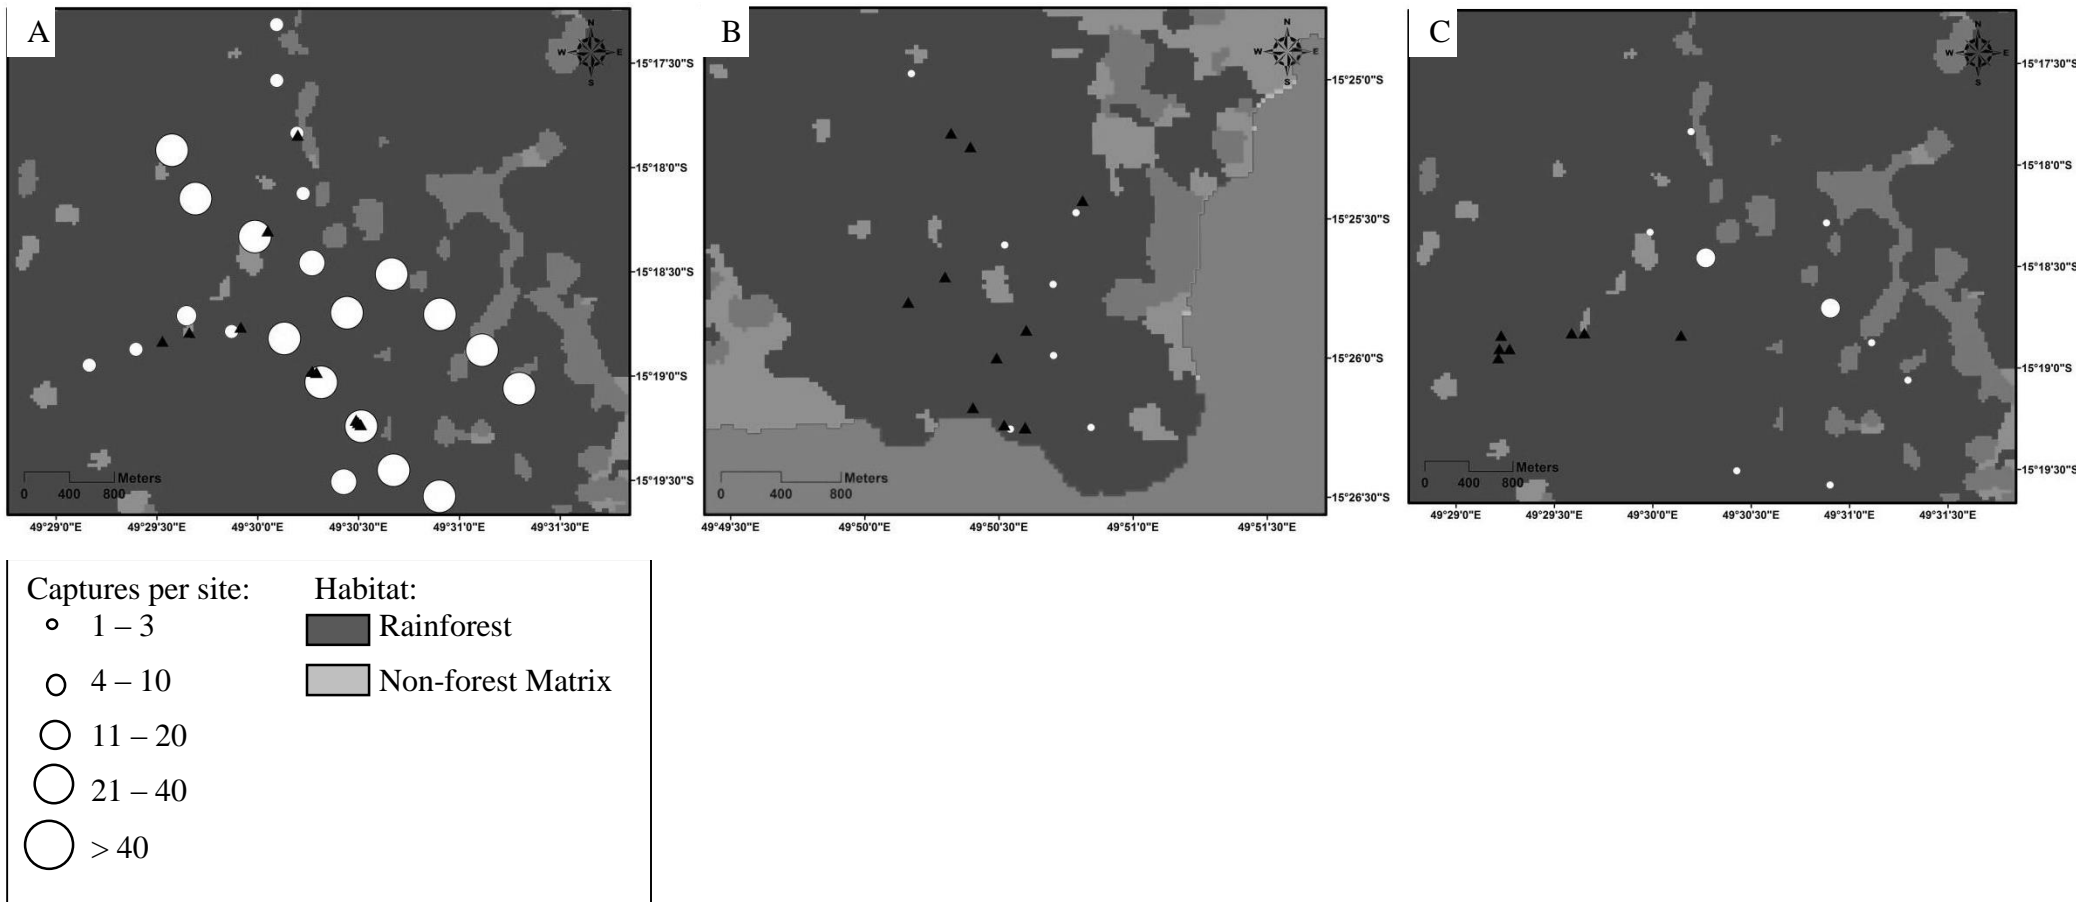 A
N
W E
S
15°17'30"S
15°18'0"S
15°18'30"S
15°19'0"S
15°19'30"S
Meters
0 400 800
49°29'0"E 49°29'30"E 49°30'0"E 49°30'30"E 49°31'0"E 49°31'30"E
B
N
W E
S
15°25'0"S
15°25'30"S
15°26'0"S
15°26'30"S
Meters
0 400 800
49°49'30"E 49°50'0"E 49°50'30"E 49°51'0"E 49°51'30"E
C
N
W E
S
15°17'30"S
15°18'0"S
15°18'30"S
15°19'0"S
15°19'30"S
Meters
0 400 800
49°29'0"E 49°29'30"E 49°30'0"E 49°30'30"E 49°31'0"E 49°31'30"E
Captures per site:
1 – 3
4 – 10
11 – 20
21 – 40
> 40
Habitat:
Rainforest
Non-forest Matrix